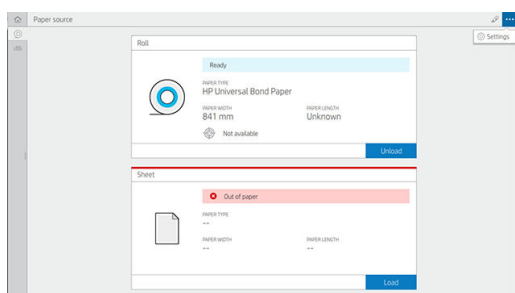 Paper source
Settings
Roll
Ready
PAPER TYPE
HP Universal Bond Paper
PAPER WIDTH PAPER LENGTH
841 mm Unknown
Not available
Unload
Sheet
Out of paper
PAPER TYPE
--
PAPER WIDTH PAPER LENGTH
-- --
Load